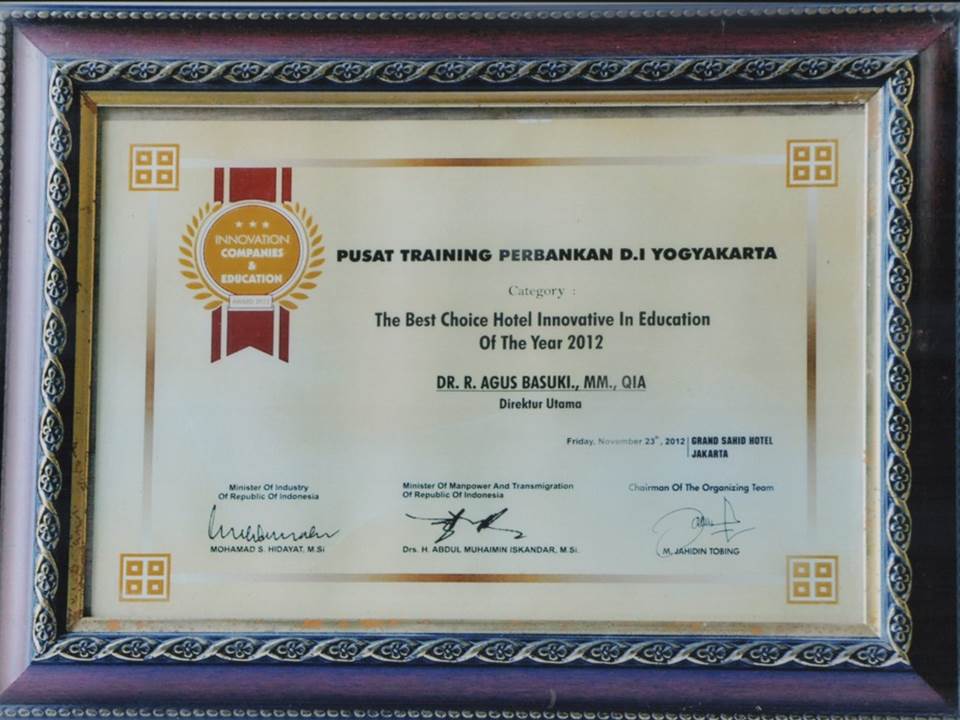 INNOVATION
COMPANIES
&
EDUCATION
AWARD 2012
PUSAT TRAINING PERBANKAN D.I YOGYAKARTA
Category :
The Best Choice Hotel Innovative In Education
Of The Year 2012
DR. R. AGUS BASUKI., MM., QIA
Direktur Utama
Friday, November 23th, 2012 | GRAND SAHID HOTEL
JAKARTA
Minister Of Industry
Of Republic Of Indonesia
MOHAMAD S. HIDAYAT, M.Si
Minister Of Manpower And Transmigration
Of Republic Of Indonesia
Drs. H. ABDUL MUHAIMIN ISKANDAR, M.Si.
Chairman Of The Organizing Team
M. JAHIDIN TOBING